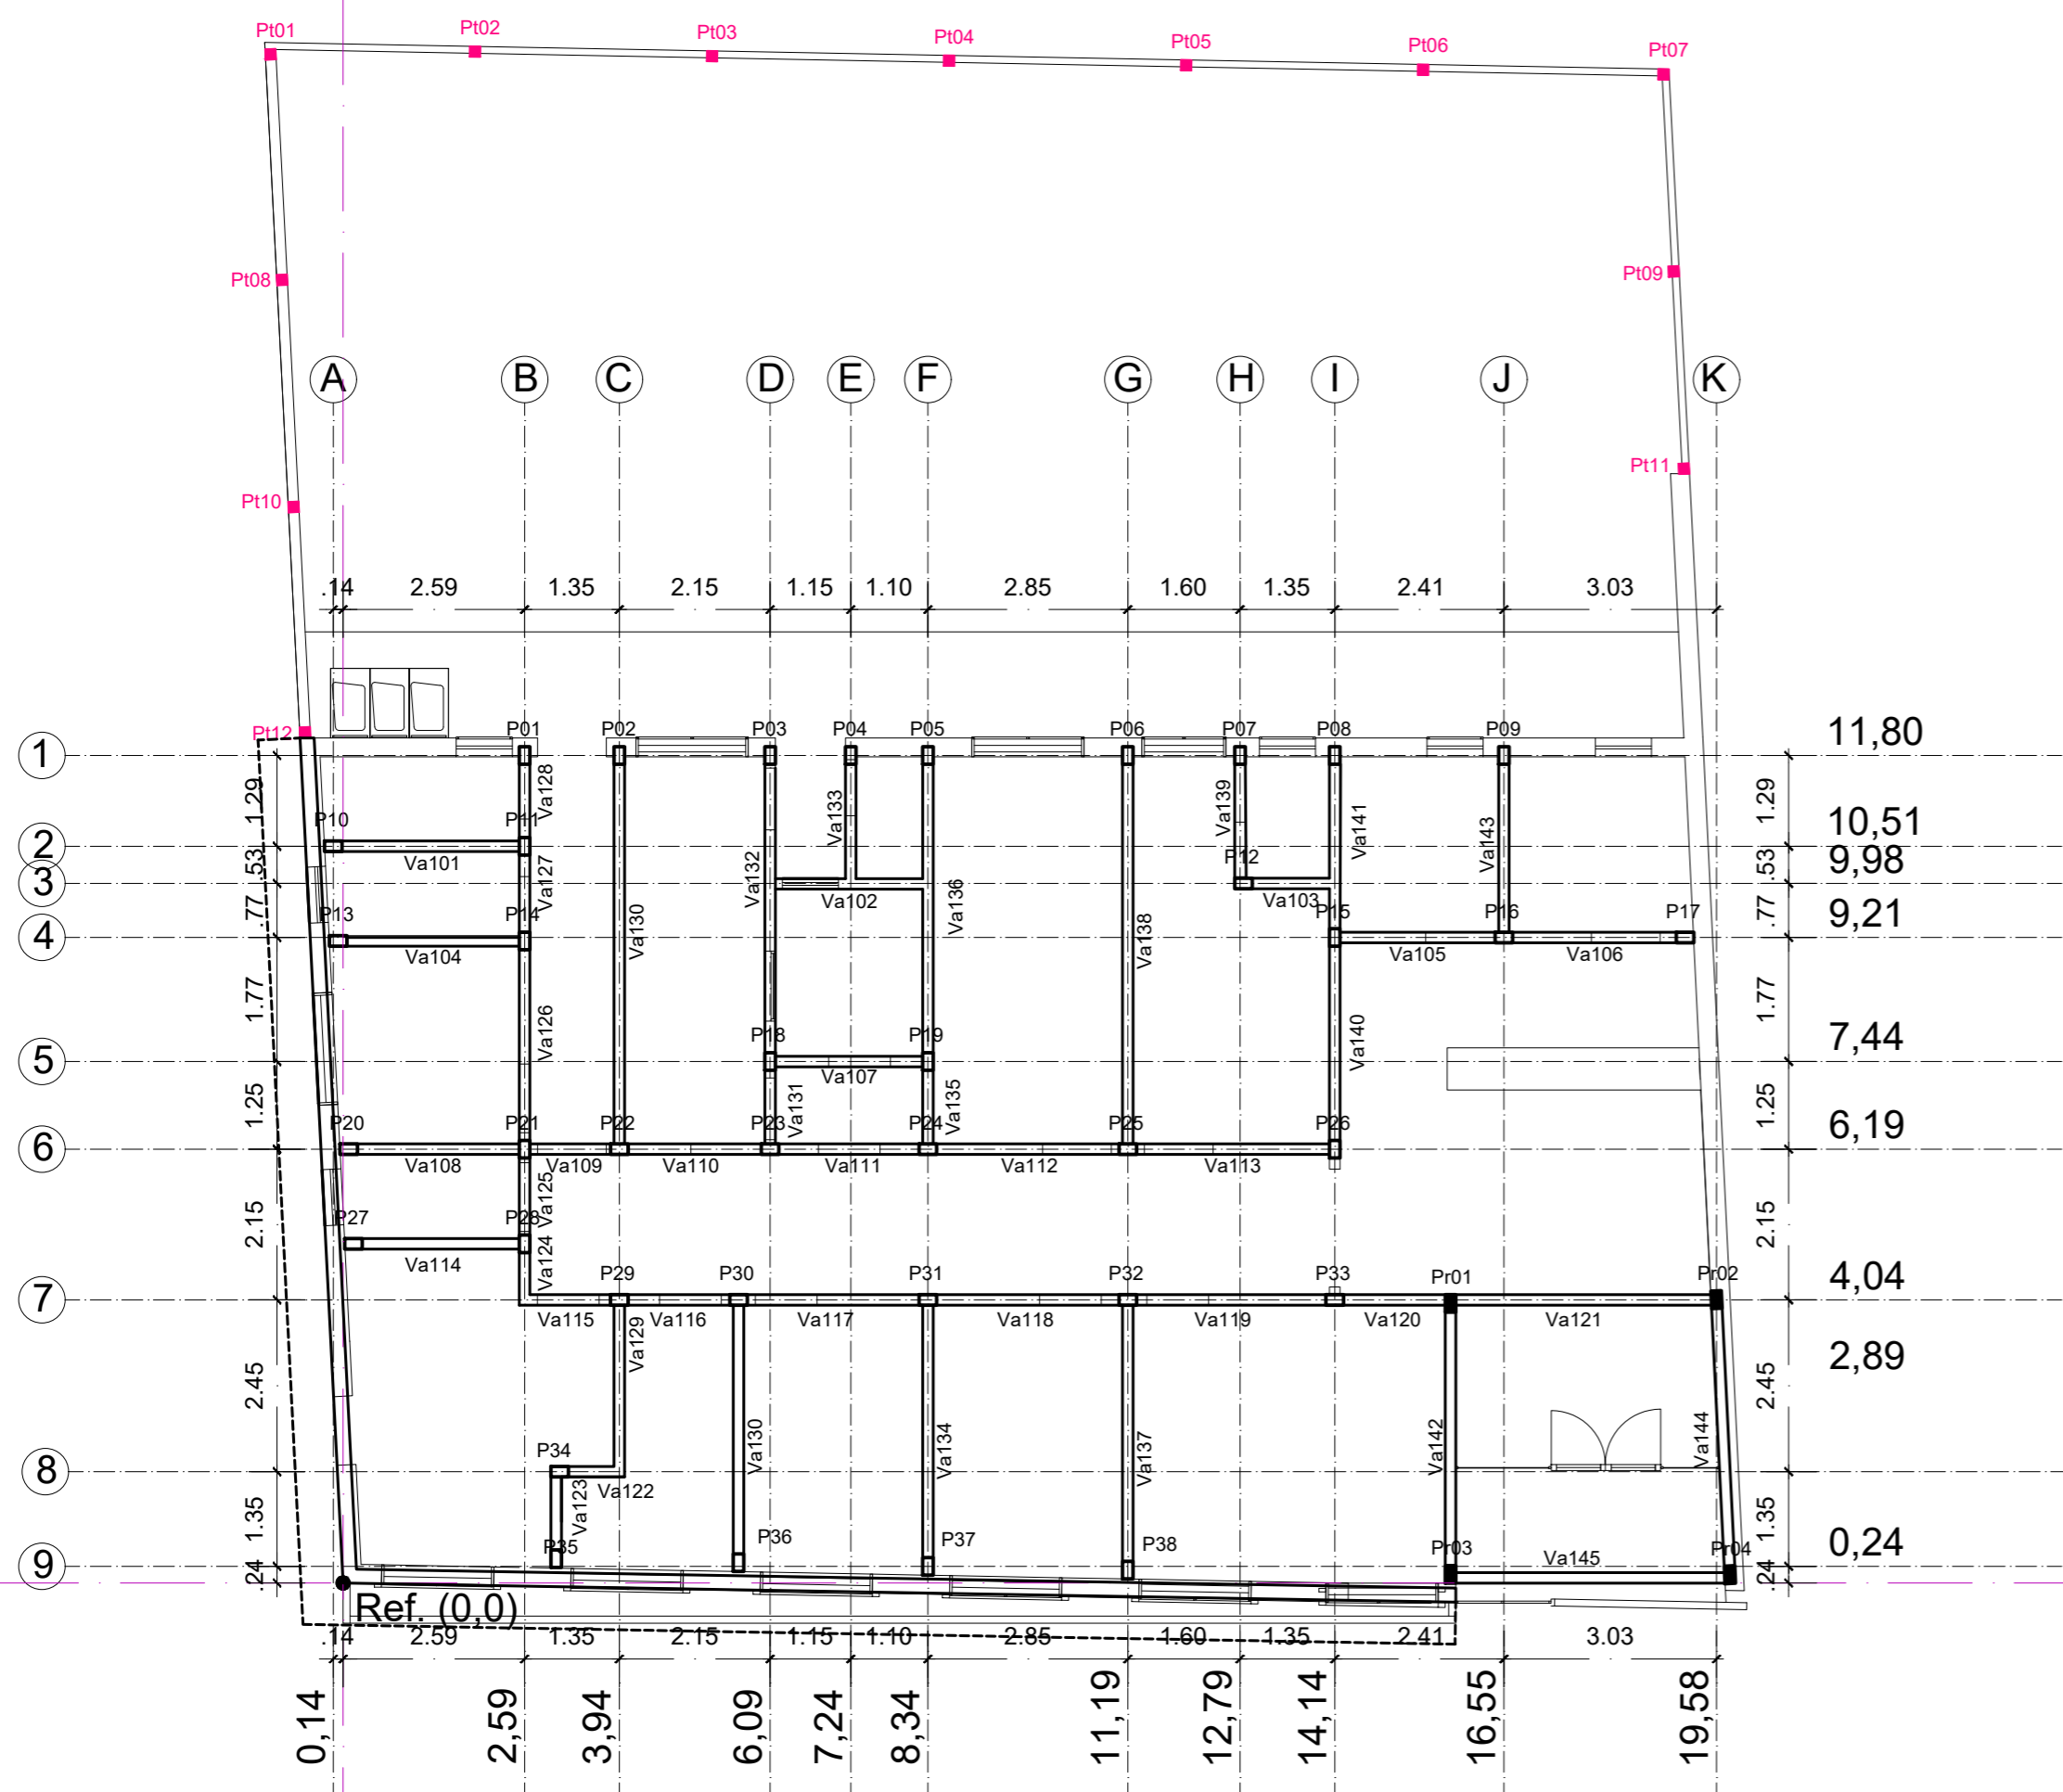 Pt01
Pt02
Pt03
Pt04
Pt05
Pt06
Pt07
Pt08
Pt09
Pt10
Pt11
Pt12
A B C D E F G H I J K
.14 2.59 1.35 2.15 1.15 1.10 2.85 1.60 1.35 2.41 3.03
P01 P02 P03 P04 P05 P06 P07 P08 P09
1
11,80
Va128
1.29
1.29
Va133
Va139
Va141
Va143
P10 P11
2
10,51
Va101
P12
.53
.53
Va127
Va132
3
9,98
Va102
Va103
Va130
Va136
P13 P14 P15 P16 P17
.77
.77
4
9,21
Va104
Va105
Va106
Va138
1.77
1.77
Va126
Va140
P18 P19
5
7,44
Va107
1.25
1.25
Va131
Va135
P20 P21 P22 P23 P24 P25 P26
6
6,19
Va108 Va109 Va110 Va111 Va112 Va113
Va125
2.15
2.15
P27 P28
Va114
Va124
P29 P30 P31 P32 P33 Pr01 Pr02
7
4,04
Va115 Va116 Va117 Va118 Va119 Va120 Va121
Va129
2,89
2.45
2.45
Va130
Va134
Va137
Va142
Va144
P34
8
Va122
Va123
1.35
1.35
P35 P36 P37 P38 Pr03 Pr04
Va145
9
0,24
.24
.24
Ref. (0,0)
.14 2.59 1.35 2.15 1.15 1.10 2.85 1.60 1.35 2.41 3.03
0,14 2,59 3,94 6,09 7,24 8,34 11,19 12,79 14,14 16,55 19,58